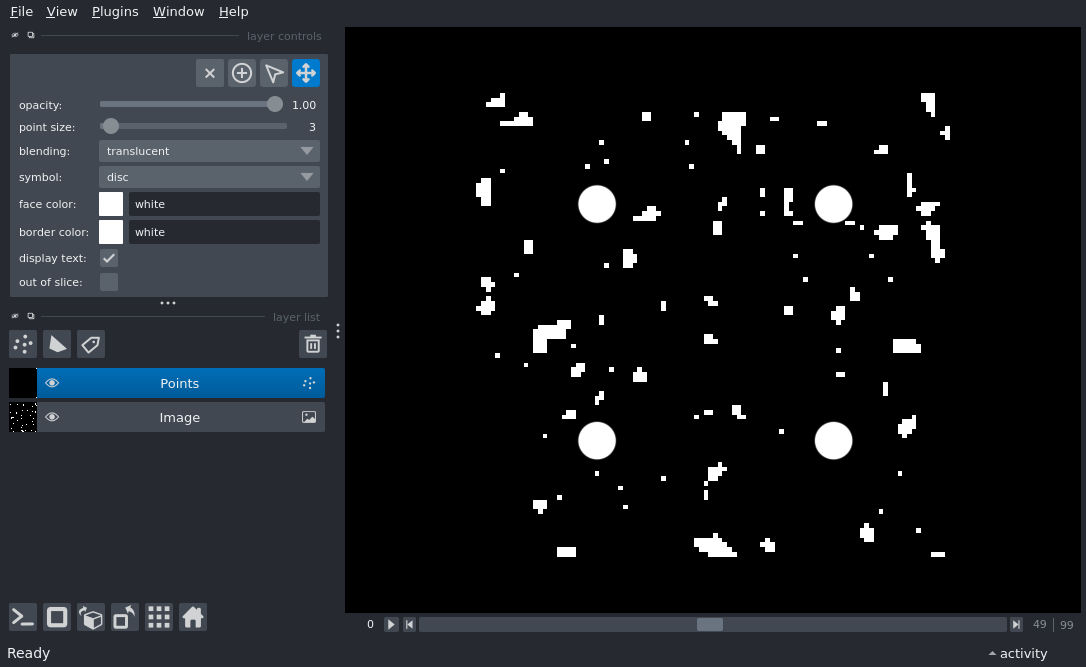 File View Plugins Window Help
layer controls
opacity: 1.00
point size: 3
blending: translucent
symbol: disc
face color: white
border color: white
display text:
out of slice:
layer list
Points
Image
0 49 99
Ready activity